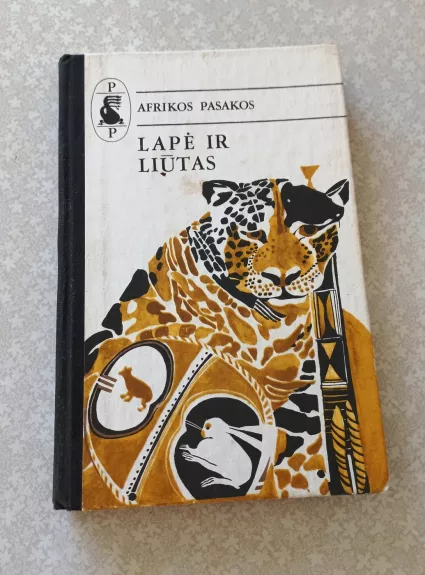 P
P
AFRIKOS PASAKOS
LAPĖ IR
LIŪTAS